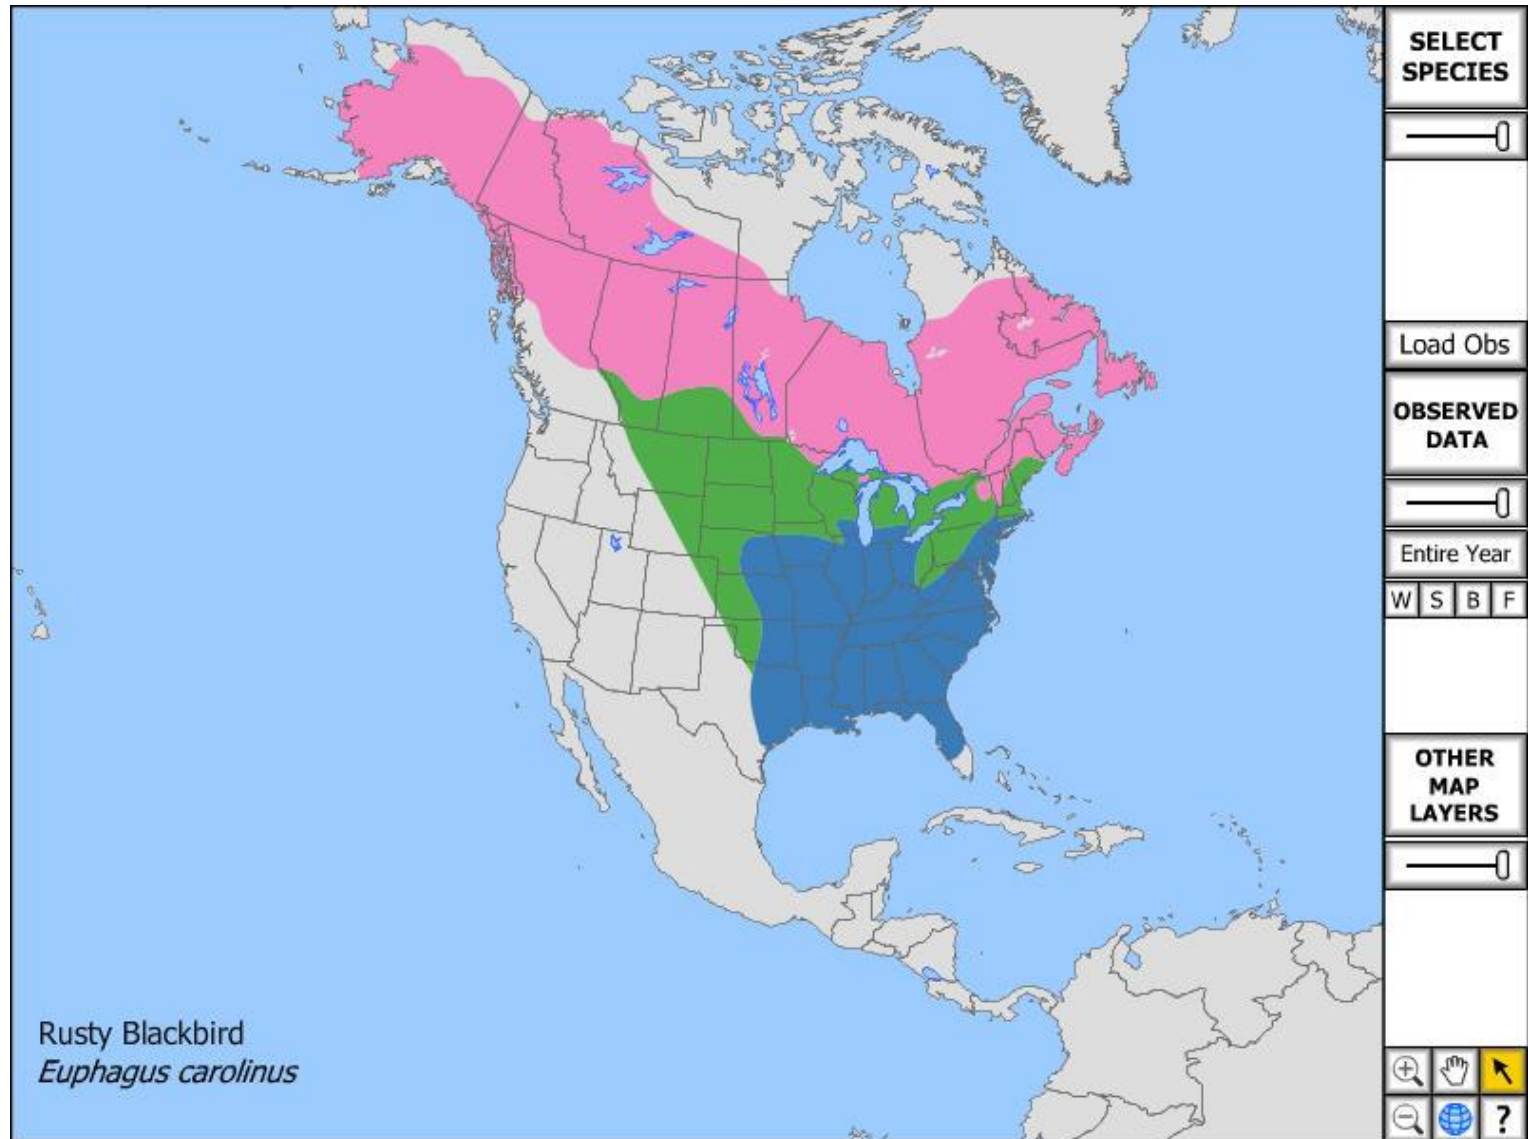 SELECT
SPECIES
Load Obs
OBSERVED
DATA
Entire Year
W S B F
OTHER
MAP
LAYERS
?
Rusty Blackbird
Euphagus carolinus